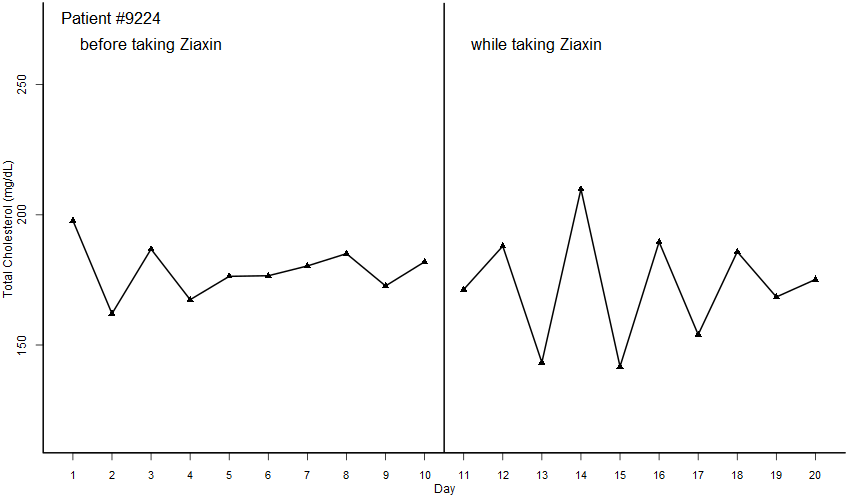 Patient #9224
before taking Ziaxin
while taking Ziaxin
Total Cholesterol (mg/dL)
250
200
150
1 2 3 4 5 6 7 8 9 10 11 12 13 14 15 16 17 18 19 20
Day